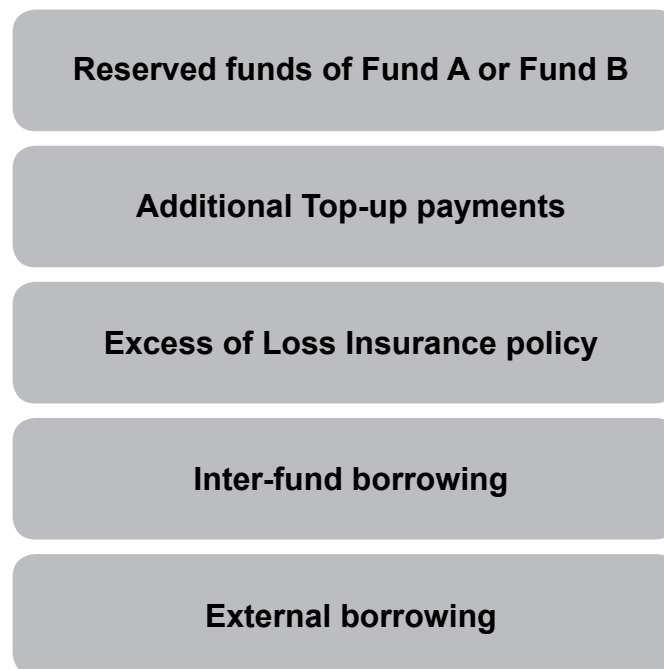 Reserved funds of Fund A or Fund B
Additional Top-up payments
Excess of Loss Insurance policy
Inter-fund borrowing
External borrowing